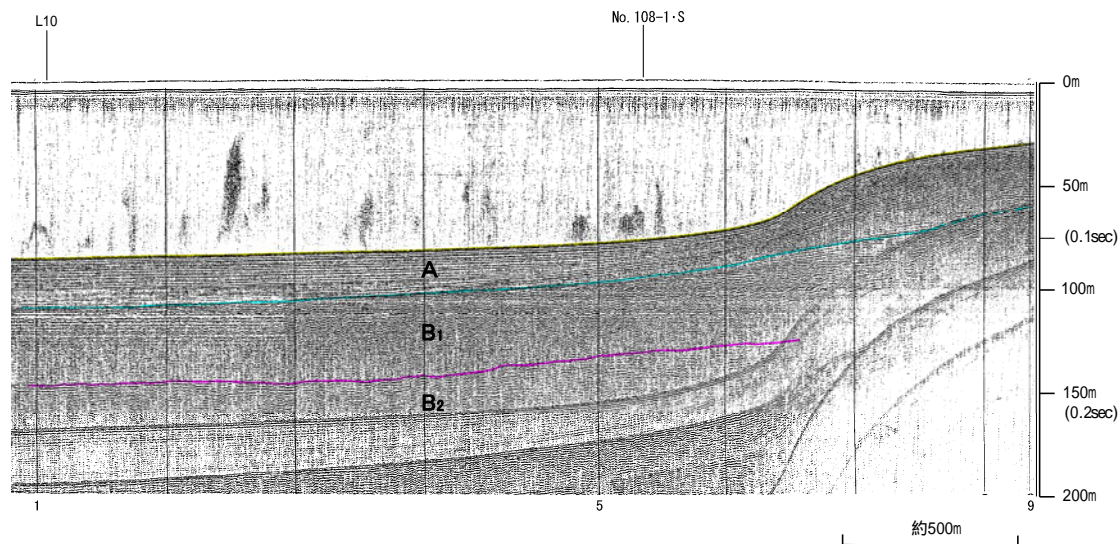 L10
No. 108-1・S
0m
50m
(0.1sec)
A
100m
B1
150m
B2
(0.2sec)
200m
1
5
9
約500m